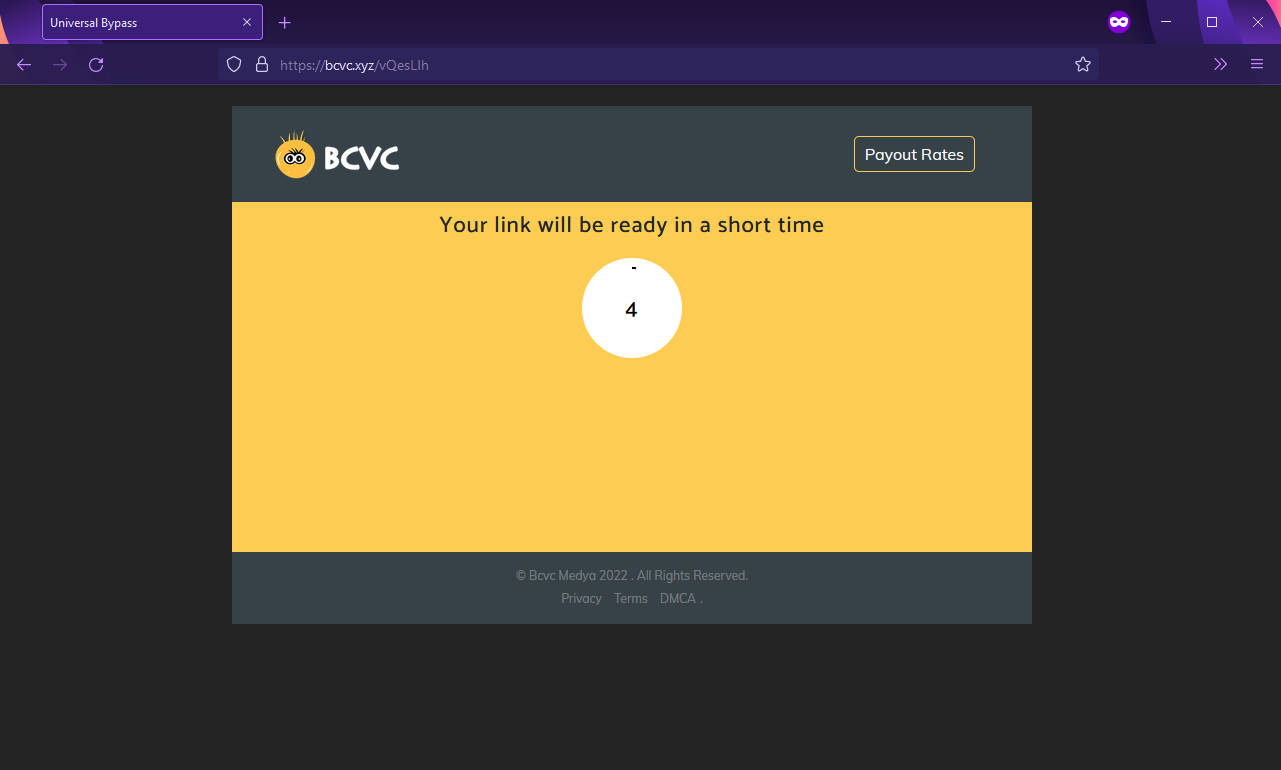 Universal Bypass
https://bcvc.xyz/vQesLIh
BCVC
Payout Rates
Your link will be ready in a short time
4
© Bcvc Medya 2022 . All Rights Reserved.
Privacy Terms DMCA .